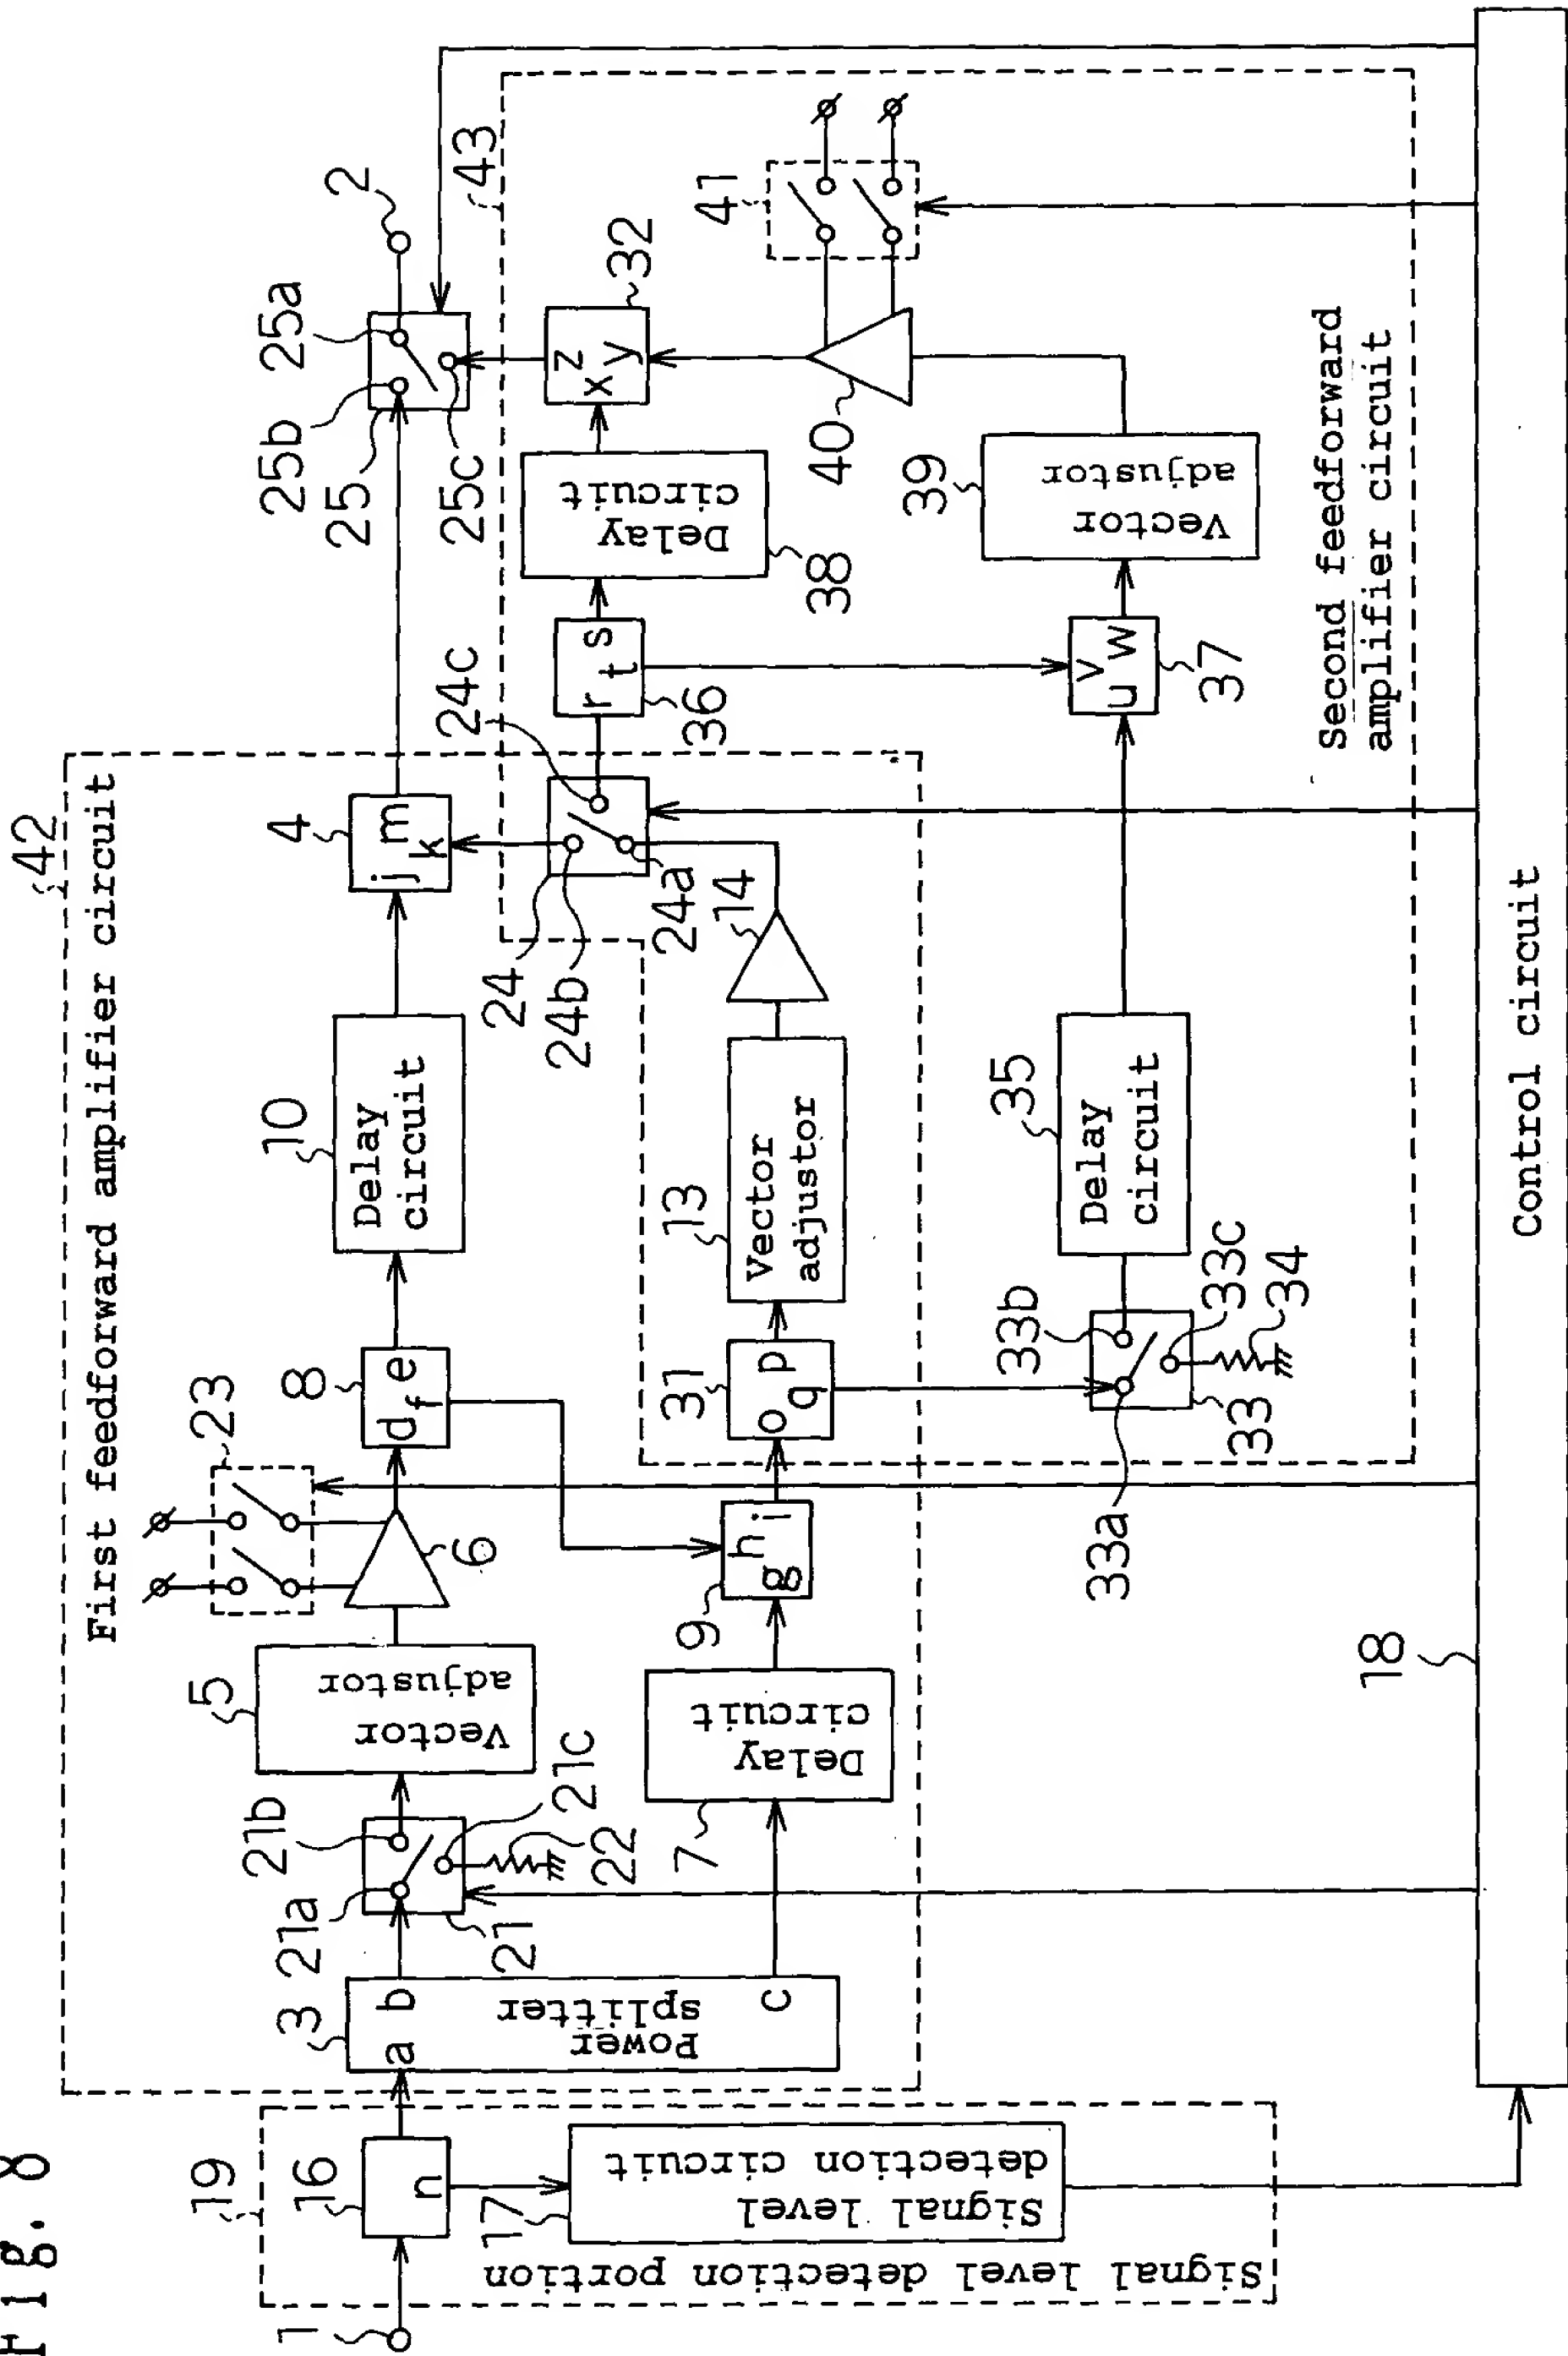 Fig. 8
First feedforward amplifier circuit
42
1
19
16
n
17
Signal level
detection circuit
Signal level detection portion
3
a
b
c
Power
splitter
21a
21b
21c
21
22
5
Vector
adjustor
7
Delay
circuit
23
6
8
d
e
f
9
g
h
i
10
Delay
circuit
31
o
p
q
13
Vector
adjustor
14
33a
33b
33c
33
34
35
Delay
circuit
4
j
k
m
24
24a
24b
24c
36
r
s
t
37
u
v
w
38
Delay
circuit
39
Vector
adjustor
40
41
32
x
y
z
25
25a
25b
25c
2
43
Second feedforward
amplifier circuit
18
Control circuit